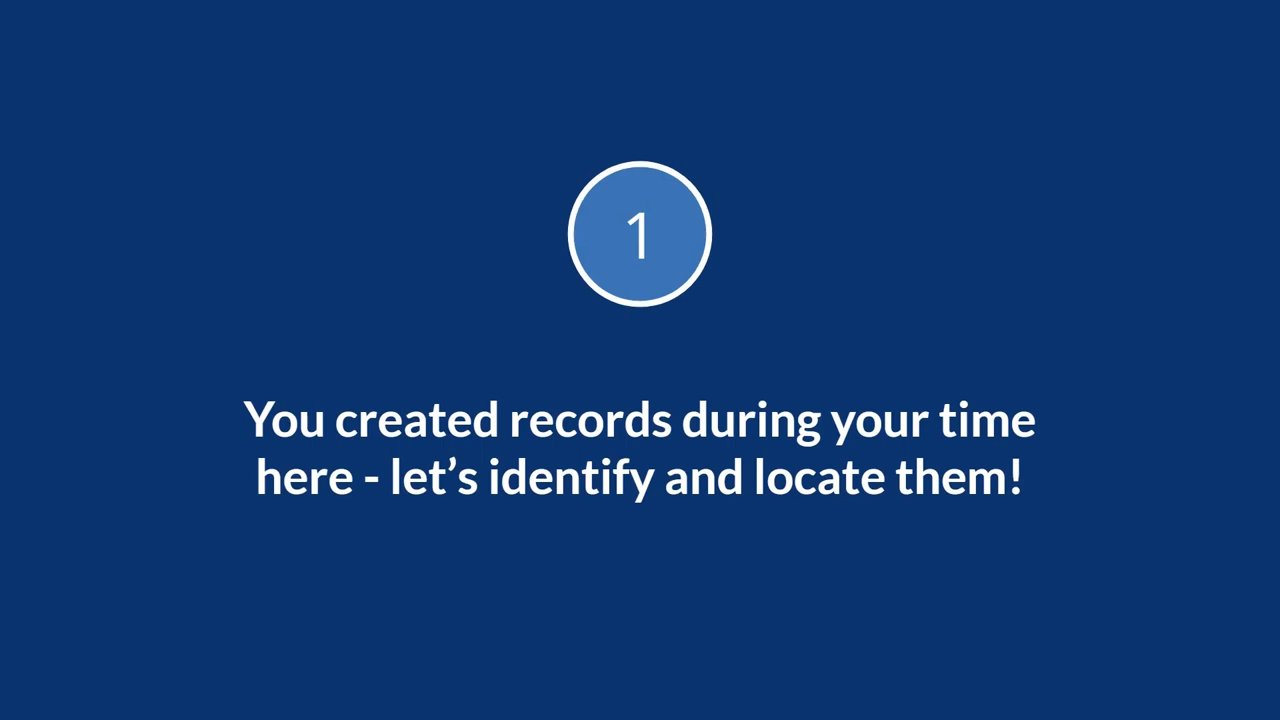 1
You created records during your time
here - let’s identify and locate them!